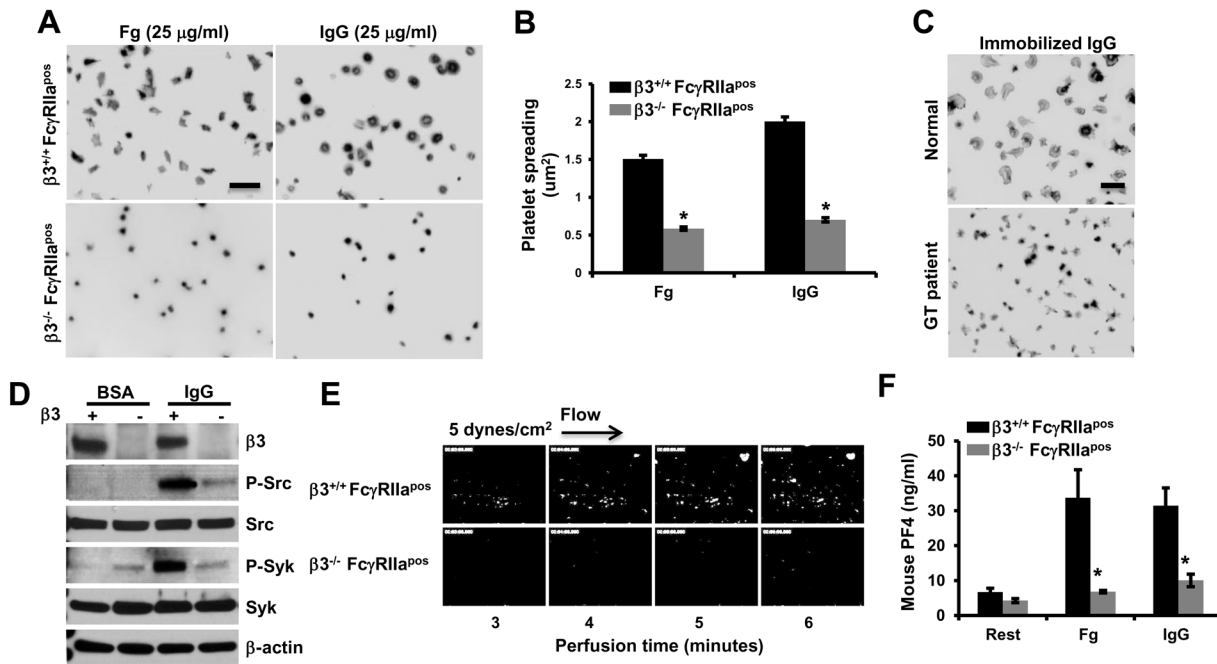 A
Fg (25 μg/ml)
IgG (25 μg/ml)
β3+/+ FcγRIIapos
β3-/- FcγRIIapos
B
Platelet spreading
(um2)
2.5
2
1.5
1
0.5
0
β3+/+ FcγRIIapos
β3-/- FcγRIIapos
*
*
Fg
IgG
C
Immobilized IgG
Normal
GT patient
D
BSA
IgG
β3
+
-
+
-
β3
P-Src
Src
P-Syk
Syk
β-actin
E
5 dynes/cm2
Flow
β3+/+ FcγRIIapos
β3-/- FcγRIIapos
3
4
5
6
Perfusion time (minutes)
F
β3+/+ FcγRIIapos
β3-/- FcγRIIapos
Mouse PF4 (ng/ml)
50
40
30
20
10
0
*
*
Rest
Fg
IgG